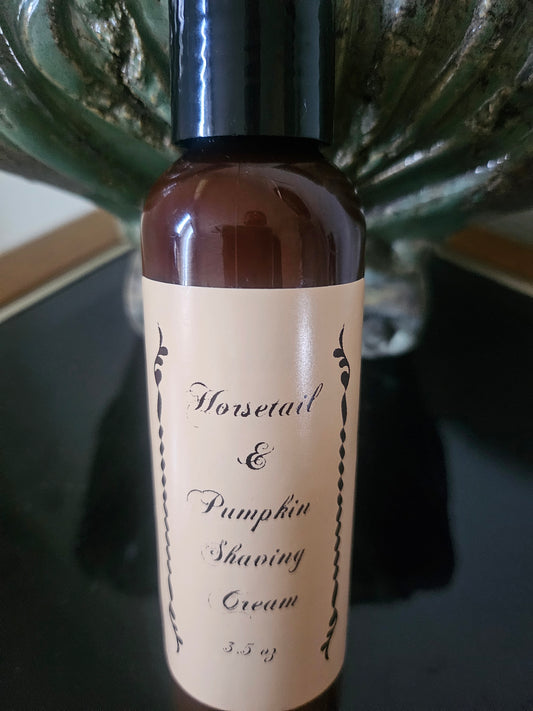 Horsetail
&
Pumpkin
Shaving
Cream
3.5 oz